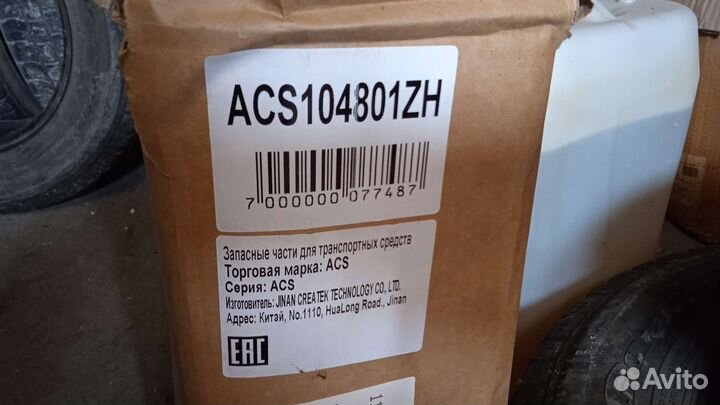 ACS104801ZH
7 000000 077487
Запасные части для транспортных средств
Торговая марка: ACS
Серия: ACS
Изготовитель: JINAN CREATEK TECHNOLOGY CO., LTD.
Адрес: Китай, No.1110, HuaLong Road., Jinan
EAC
Avito